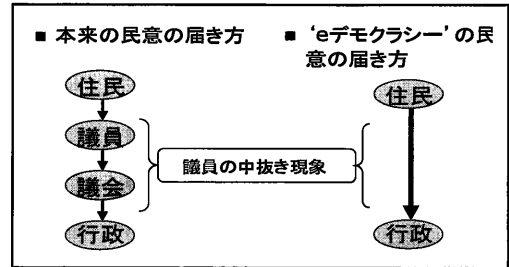 ■ 本来の民意の届き方
住民
議員
議会
行政
議員の中抜き現象
■ ‘eデモクラシー’の民
意の届き方
住民
行政